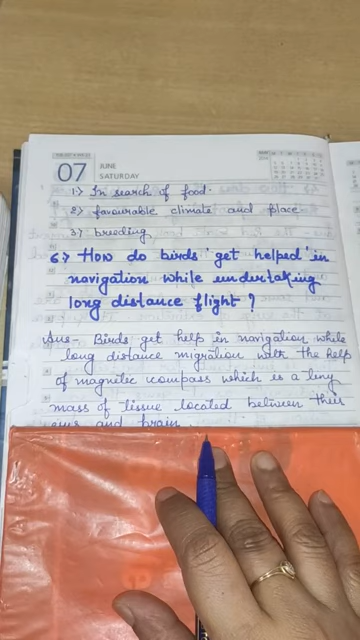 07
JUNE
SATURDAY
1.) In search of food.
2) favourable climate and place.
3.) breeding
6.) How do birds get helped in
navigation while undertaking
long distance flight?
Ans- Birds get help in navigation while
long distance migration with the help
of magnetic compass which is a tiny
mass of tissue located between their
eyes and brain.